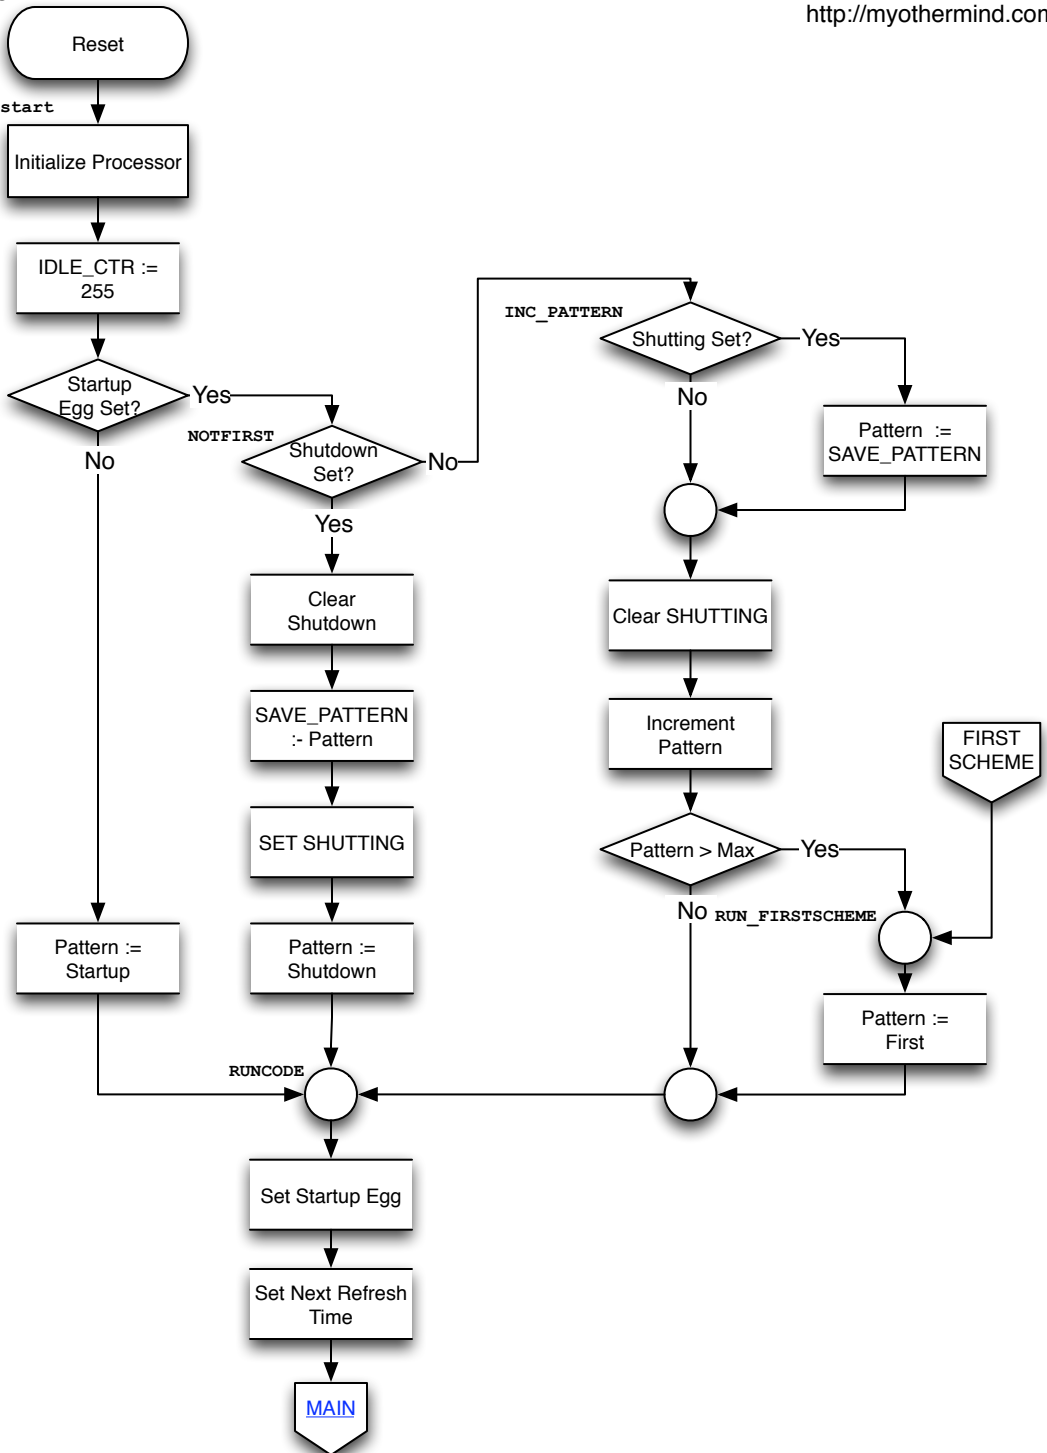 http://myothermind.com
Reset
start
Initialize Processor
IDLE_CTR :=
255
Startup
Egg Set?
Yes
No
NOTFIRST
Shutdown
Set?
No
Yes
Clear
Shutdown
SAVE_PATTERN
:- Pattern
SET SHUTTING
Pattern :=
Startup
Pattern :=
Shutdown
INC_PATTERN
Shutting Set?
Yes
No
Pattern :=
SAVE_PATTERN
Clear SHUTTING
Increment
Pattern
FIRST
SCHEME
Pattern > Max
Yes
No
RUN_FIRSTSCHEME
Pattern :=
First
RUNCODE
Set Startup Egg
Set Next Refresh
Time
MAIN